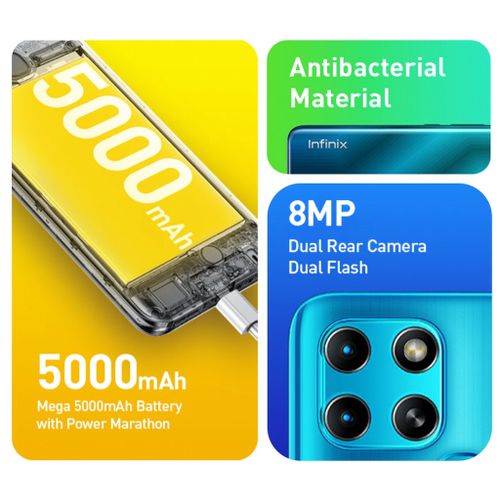 5000
mAh
5000mAh
Mega 5000mAh Battery
with Power Marathon
Antibacterial
Material
Infinix
8MP
Dual Rear Camera
Dual Flash